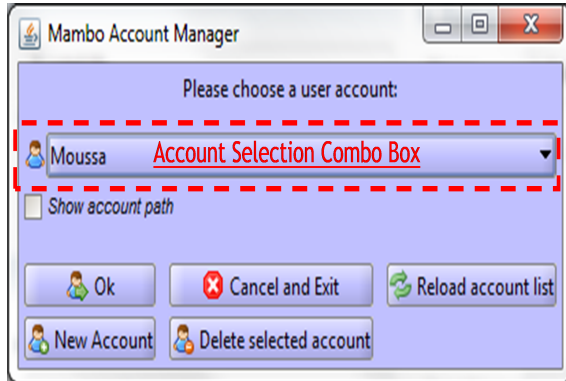 Mambo Account Manager
Please choose a user account:
Moussa Account Selection Combo Box
Show account path
Ok Cancel and Exit Reload account list
New Account Delete selected account